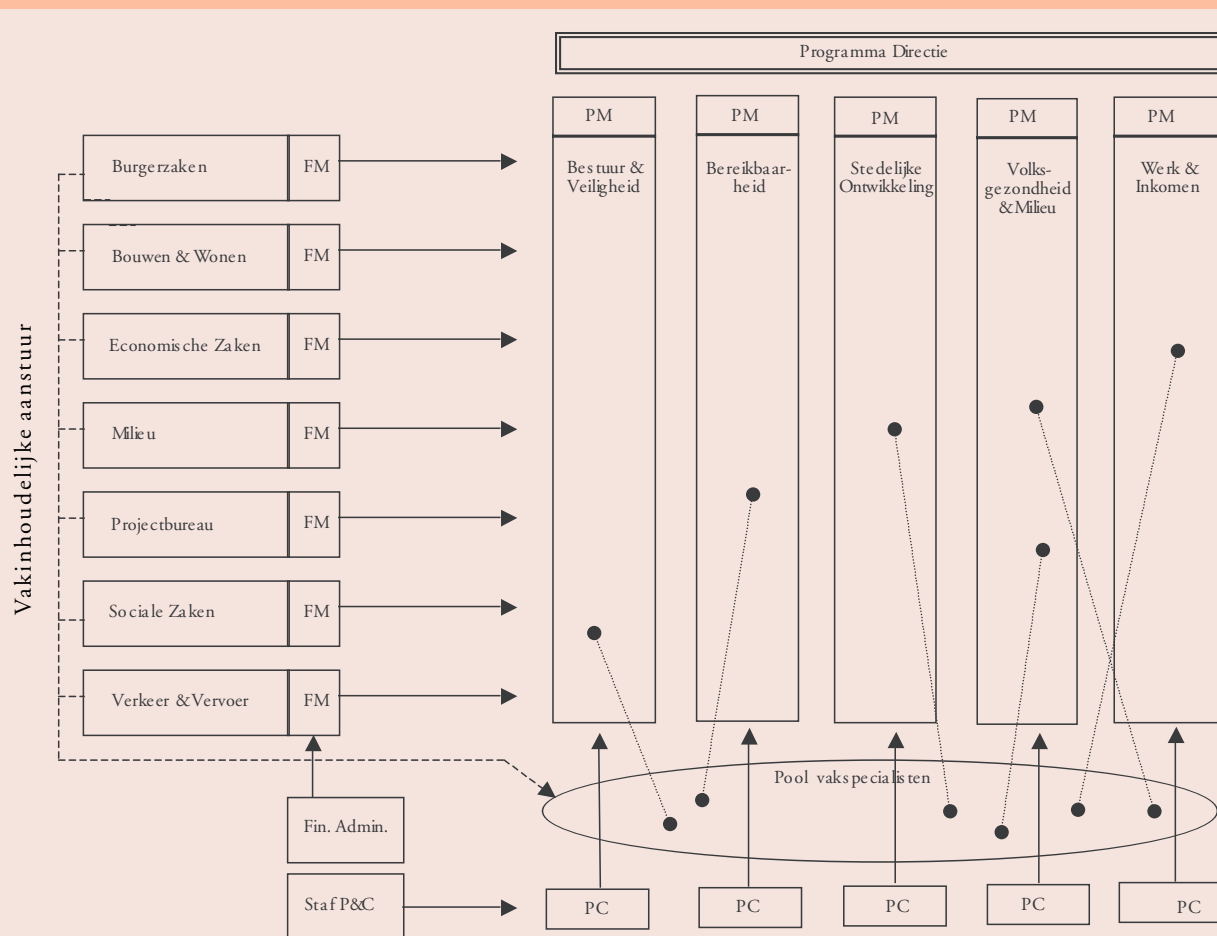 Programma Directie
PM
PM
PM
PM
PM
Bestuur &
Veiligheid
Bereikbaar-
heid
Stedelijke
Ontwikkeling
Volks-
gezondheid
& Milieu
Werk &
Inkomen
Vakinhoudelijke aanstuur
Burgerzaken
FM
Bouwen & Wonen
FM
Economische Zaken
FM
Milieu
FM
Projectbureau
FM
Sociale Zaken
FM
Verkeer & Vervoer
FM
Pool vakspecialisten
Fin. Admin.
Staf P&C
PC
PC
PC
PC
PC